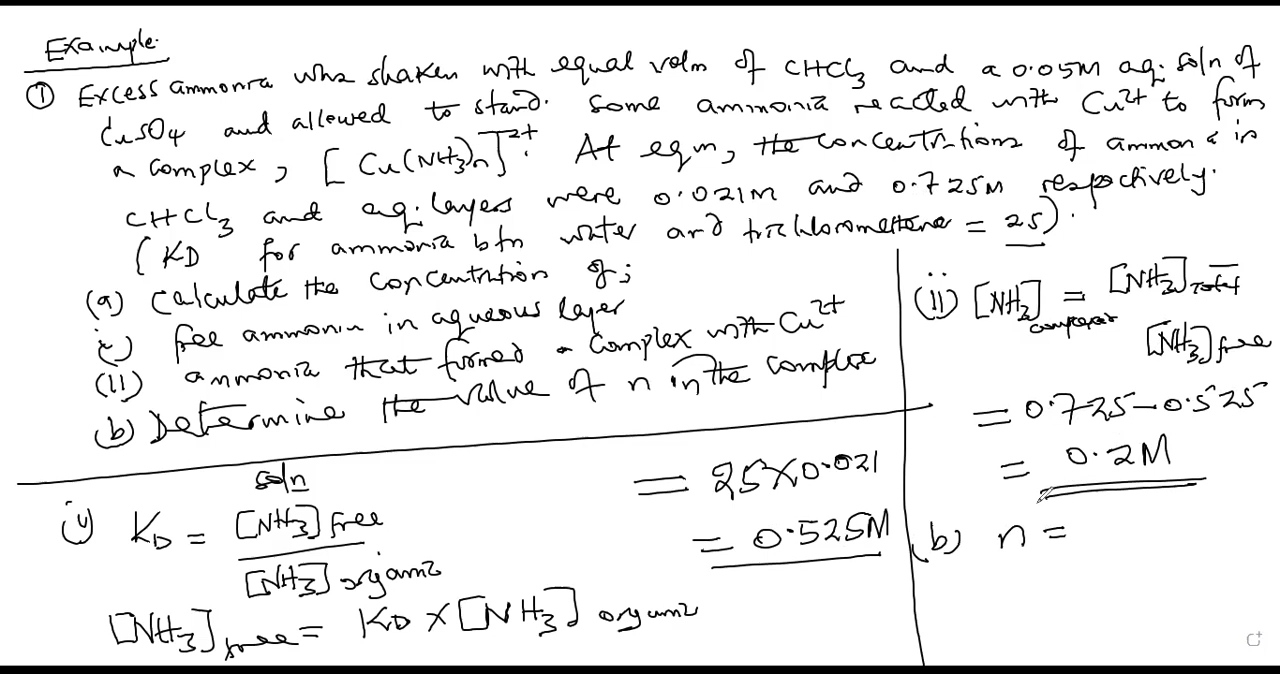 Example.
① Excess ammonia was shaken with equal volm of CHCl3 and a 0.05M aq. soln of
CuSO4 and allowed to stand. Some ammonia reacted with Cu2+ to form
a complex, [Cu(NH3)n]2+. At eqm, the concentrations of ammonia in
CHCl3 and aq. layers were 0.021M and 0.725M respectively.
(KD for ammonia btn water and trichloromethane = 25).
(a) Calculate the concentration of;
i) free ammonia in aqueous layer
(ii) ammonia that formed a complex with Cu2+
(b) Determine the value of n in the complex
soln
i) KD = [NH3] free
[NH3] organic
[NH3] free = KD × [NH3] organic
= 25×0.021
= 0.525M
(ii) [NH3] complexed = [NH3] Total –
[NH3] free
= 0.725-0.525
= 0.2M
(b) n =